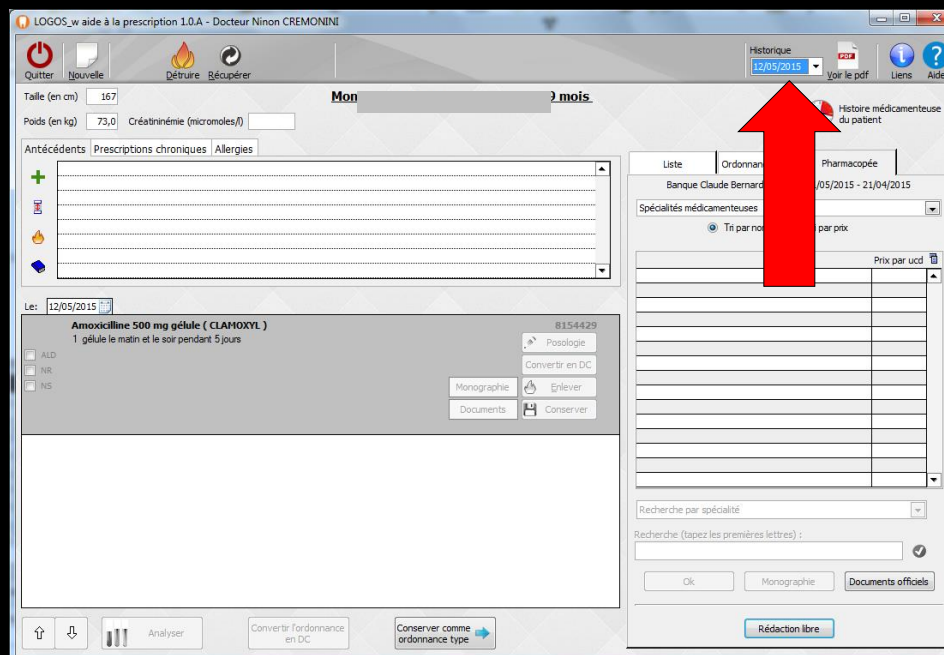 LOGOS_w aide à la prescription 1.0.A - Docteur Ninon CREMONINI
Quitter Nouvelle Détruire Récupérer
Historique
12/05/2015
Voir le pdf Liens Aide
Taille (en cm) 167
Mon 9 mois
Histoire médicamenteuse
du patient
Poids (en kg) 73,0 Créatininémie (micromoles/l)
Antécédents Prescriptions chroniques Allergies
Liste Pharmacopée
Banque Claude Bernard /05/2015 - 21/04/2015
Spécialités médicamenteuses
Tri par prix
Prix par ucd
Le: 12/05/2015
Amoxicilline 500 mg gélule ( CLAMOXYL ) 8154429
1 gélule le matin et le soir pendant 5 jours
Posologie
ALD
Convertir en DC
NR
NS
Monographie Enlever
Documents Conserver
Recherche par spécialité
Recherche (tapez les premières lettres) :
Ok Monographie Documents officiels
Analyser
Convertir l'ordonnance
en DC
Conserver comme
ordonnance type
Rédaction libre